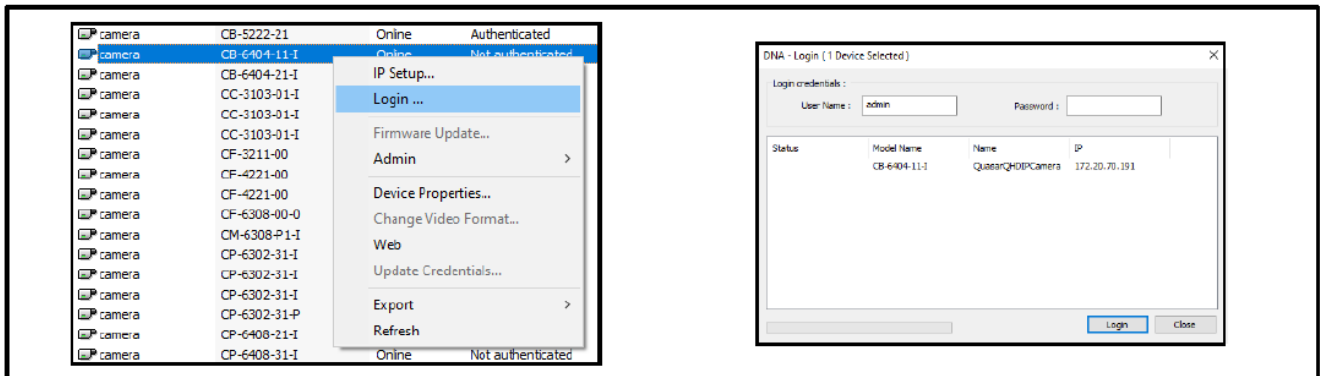 camera CB-5222-21 Online Authenticated
camera CB-6404-11-I Online Not authenticated
camera CB-6404-21-I
IP Setup...
camera CC-3103-01-I
Login ...
camera CC-3103-01-I
camera CC-3103-01-I
Firmware Update...
camera CF-3211-00
Admin >
camera CF-4221-00
camera CF-4221-00
Device Properties...
camera CF-6308-00-0
Change Video Format...
camera CM-6308-P1-I
Web
camera CP-6302-31-I
camera CP-6302-31-I
Update Credentials...
camera CP-6302-31-I
Export >
camera CP-6302-31-P
camera CP-6408-21-I
Refresh
camera CP-6408-31-I Online Not authenticated
DNA - Login ( 1 Device Selected )
Login credentials :
User Name : admin Password :
Status Model Name Name IP
CB-6404-11-I QuasarQHDIPCamera 172.20.70.191
Login Close